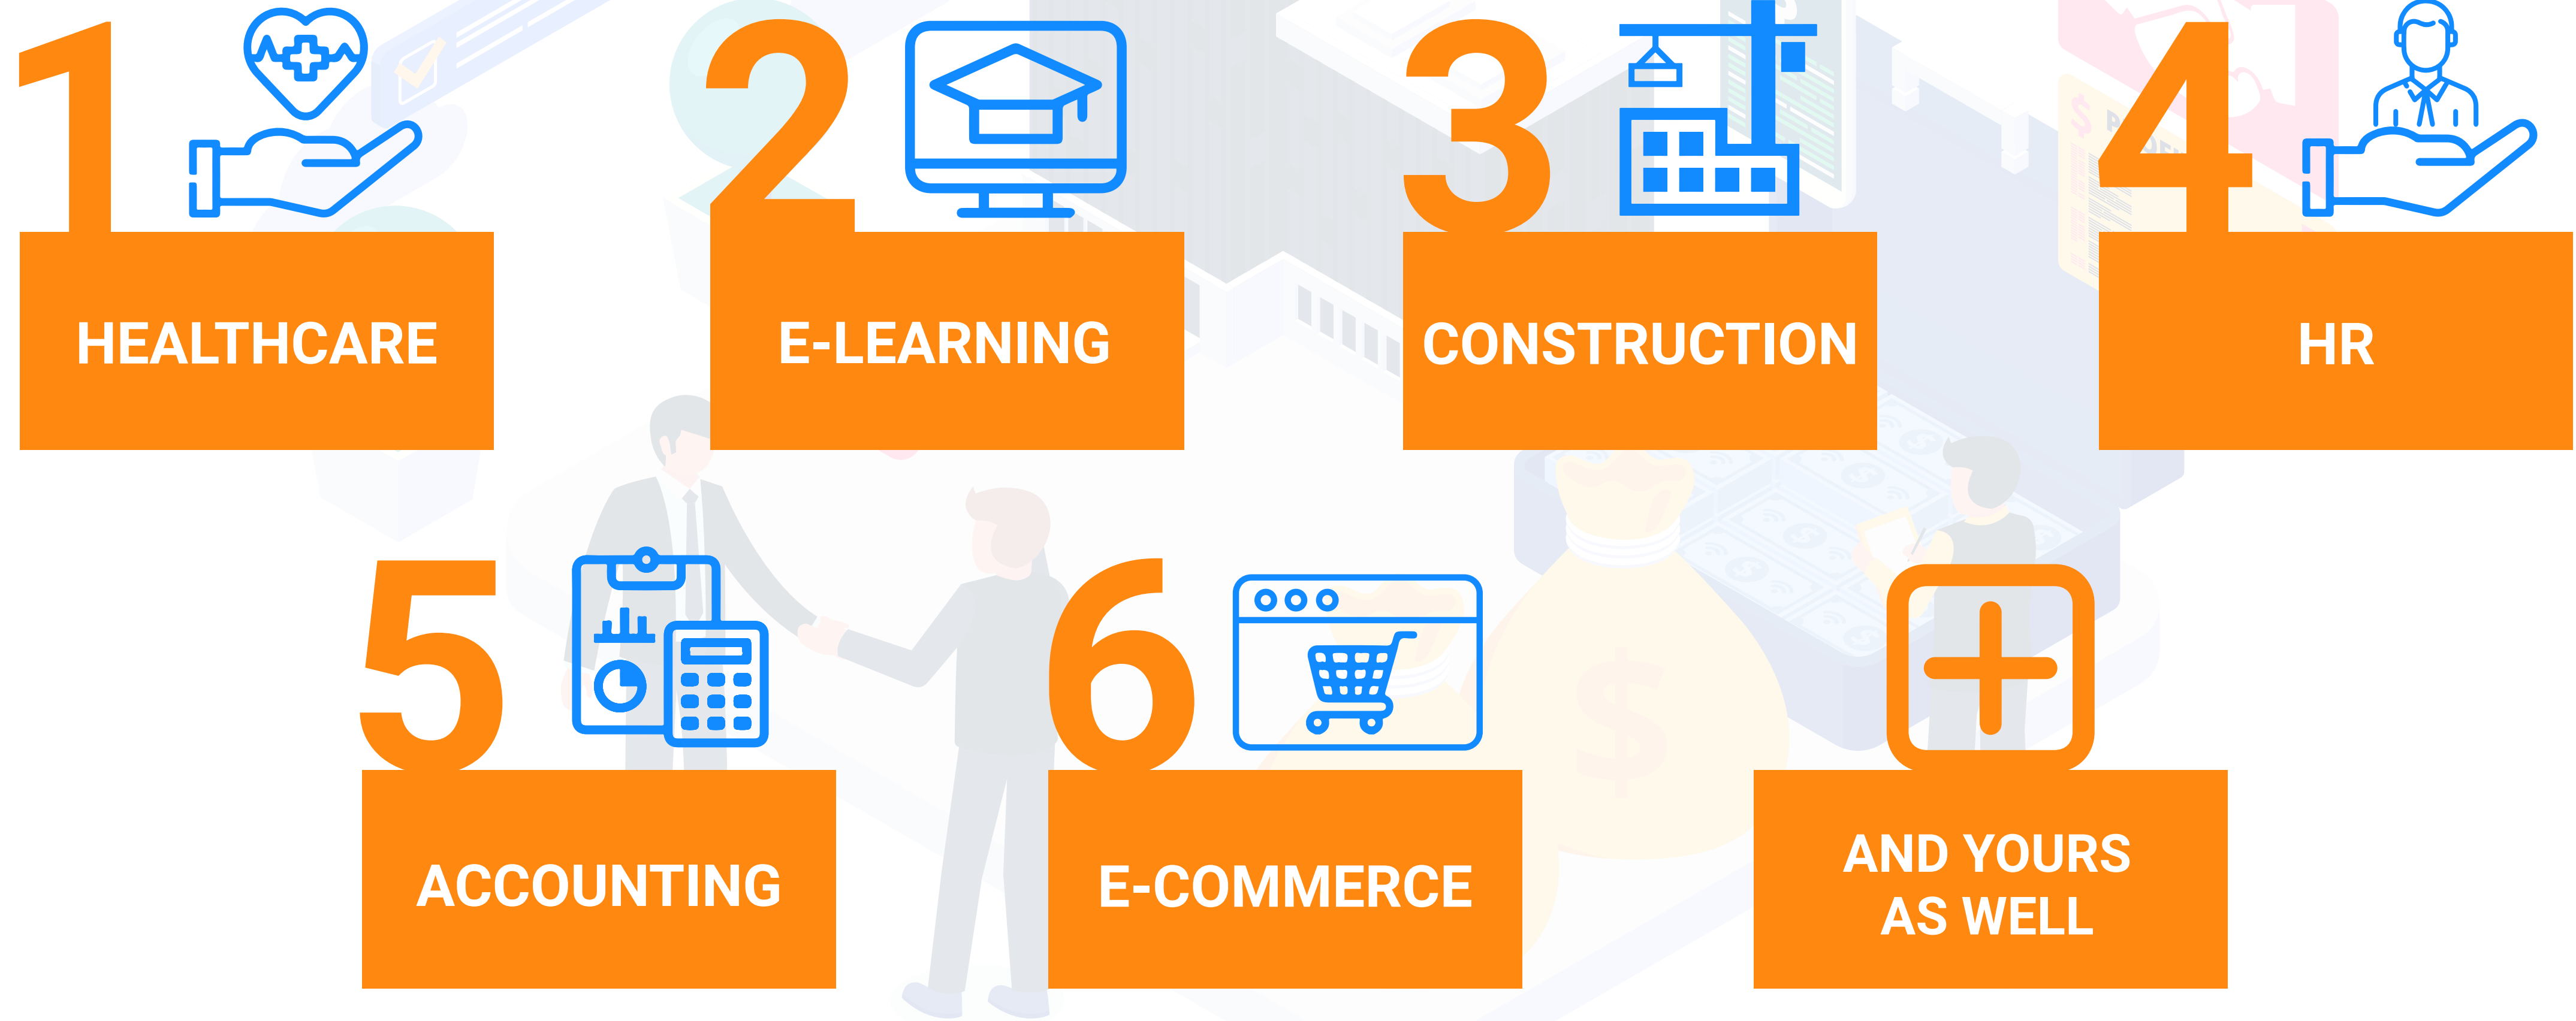 1
HEALTHCARE
2
E-LEARNING
3
CONSTRUCTION
4
HR
5
ACCOUNTING
6
E-COMMERCE
AND YOURS
AS WELL
$
$